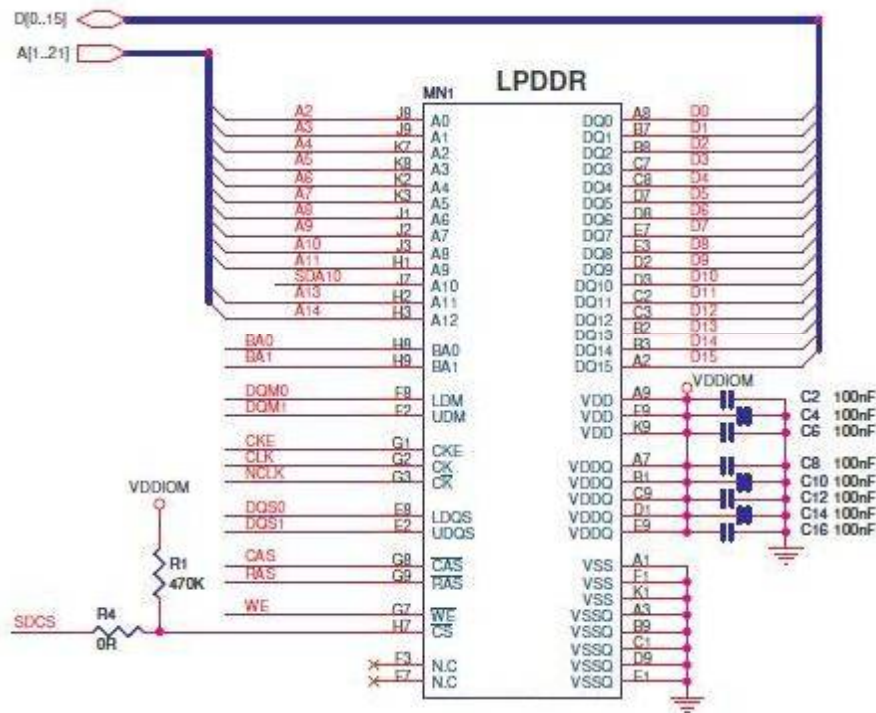 D[0..15]
A[1..21]
LPDDR
MN1
A2 J8 A0 DQ0 A8 D0
A3 J9 A1 DQ1 B7 D1
A4 K7 A2 DQ2 B8 D2
A5 K8 A3 DQ3 C7 D3
A6 K2 A4 DQ4 C8 D4
A7 K3 A5 DQ5 D7 D5
A8 J1 A6 DQ6 D8 D6
A9 J2 A7 DQ7 E7 D7
A10 J3 A8 DQ8 E3 D8
A11 H1 A9 DQ9 D2 D9
SDA10 J7 A10 DQ10 D3 D10
A13 H2 A11 DQ11 C2 D11
A14 H3 A12 DQ12 C3 D12
DQ13 B2 D13
BA0 H8 BA0 DQ14 B3 D14
BA1 H9 BA1 DQ15 A2 D15
VDDIOM
DQM0 F8 LDM VDD A9 C2 100nF
DQM1 F2 UDM VDD F9 C4 100nF
VDD K9 C6 100nF
CKE G1 CKE
CLK G2 CK VDDQ A7 C8 100nF
NCLK G3 CK VDDQ B1 C10 100nF
VDDIOM
VDDQ C9 C12 100nF
DQS0 E8 LDQS VDDQ D1 C14 100nF
DQS1 E2 UDQS VDDQ E9 C16 100nF
R1
470K
CAS G8 CAS VSS A1
RAS G9 RAS VSS F1
VSS K1
WE G7 WE VSSQ A3
SDCS R4 0R H7 CS VSSQ B9
VSSQ C1
F3 N.C VSSQ D9
F7 N.C VSSQ E1